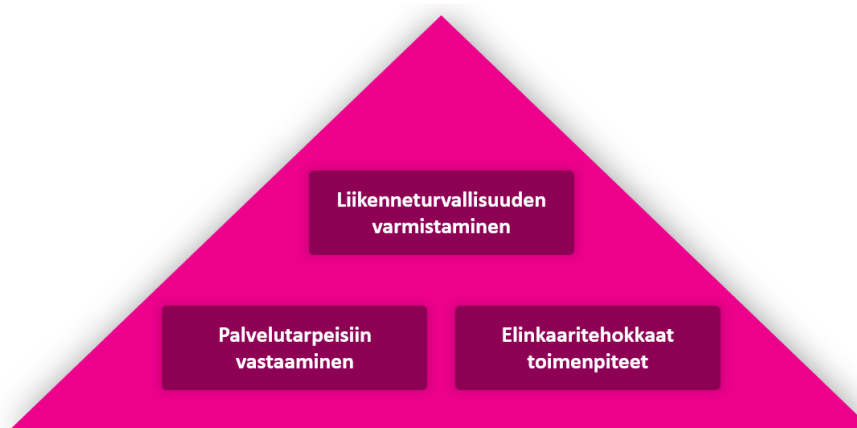 Liikenneturvallisuuden
varmistaminen
Palvelutarpeisiin
vastaaminen
Elinkaaritehokkaat
toimenpiteet